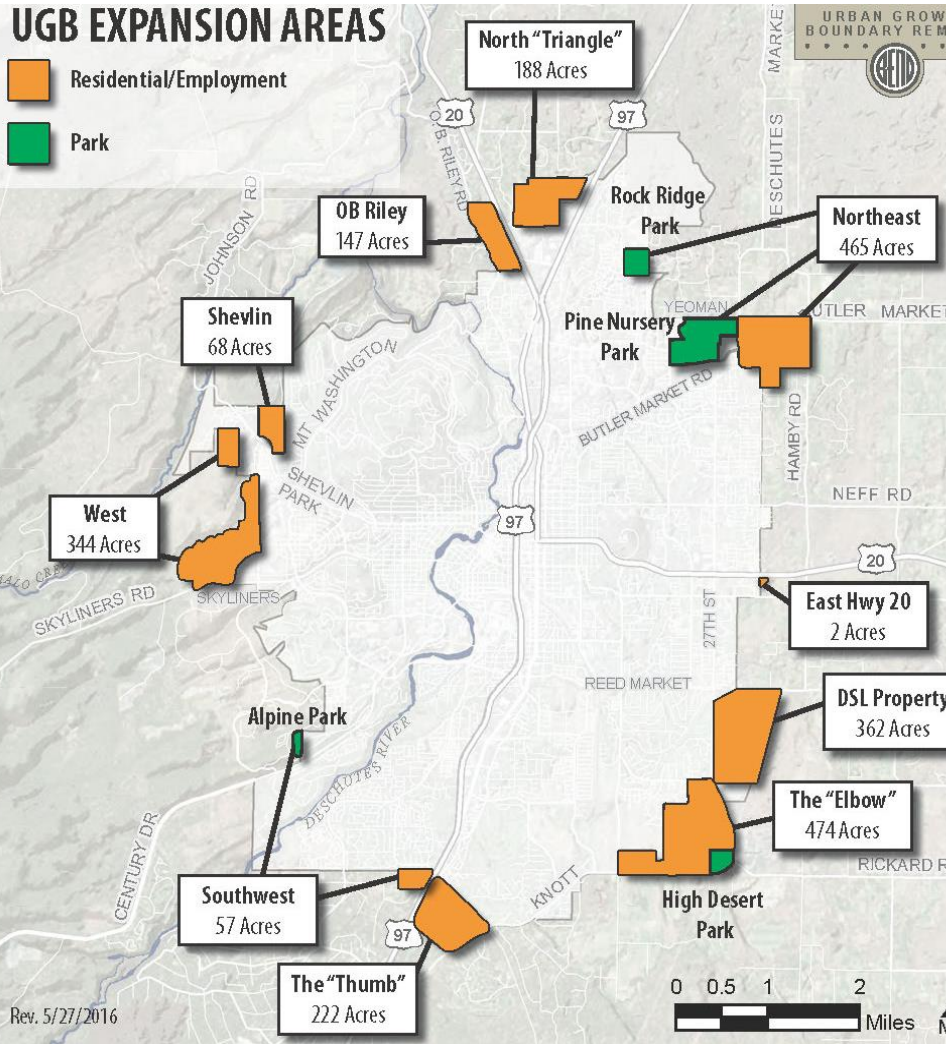 UGB EXPANSION AREAS
Residential/Employment
Park
URBAN GROW
BOUNDARY REM
BEND
North "Triangle"
188 Acres
20
97
O. B. RILEY RD
MARKET
DESCHUTES
JOHNSON RD
OB Riley
147 Acres
Rock Ridge
Park
Northeast
465 Acres
YEOMAN
UTLER MARKET
Shevlin
68 Acres
Pine Nursery
Park
MT WASHINGTON
BUTLER MARKET RD
HAMBY RD
SHEVLIN
PARK
NEFF RD
West
344 Acres
97
20
SKYLINERS RD
SKYLINERS
27TH ST
East Hwy 20
2 Acres
REED MARKET
DSL Property
362 Acres
Alpine Park
DESCHUTES RIVER
The "Elbow"
474 Acres
CENTURY DR
RICKARD R
KNOTT
Southwest
57 Acres
High Desert
Park
97
The "Thumb"
222 Acres
0 0.5 1 2
Miles
Rev. 5/27/2016